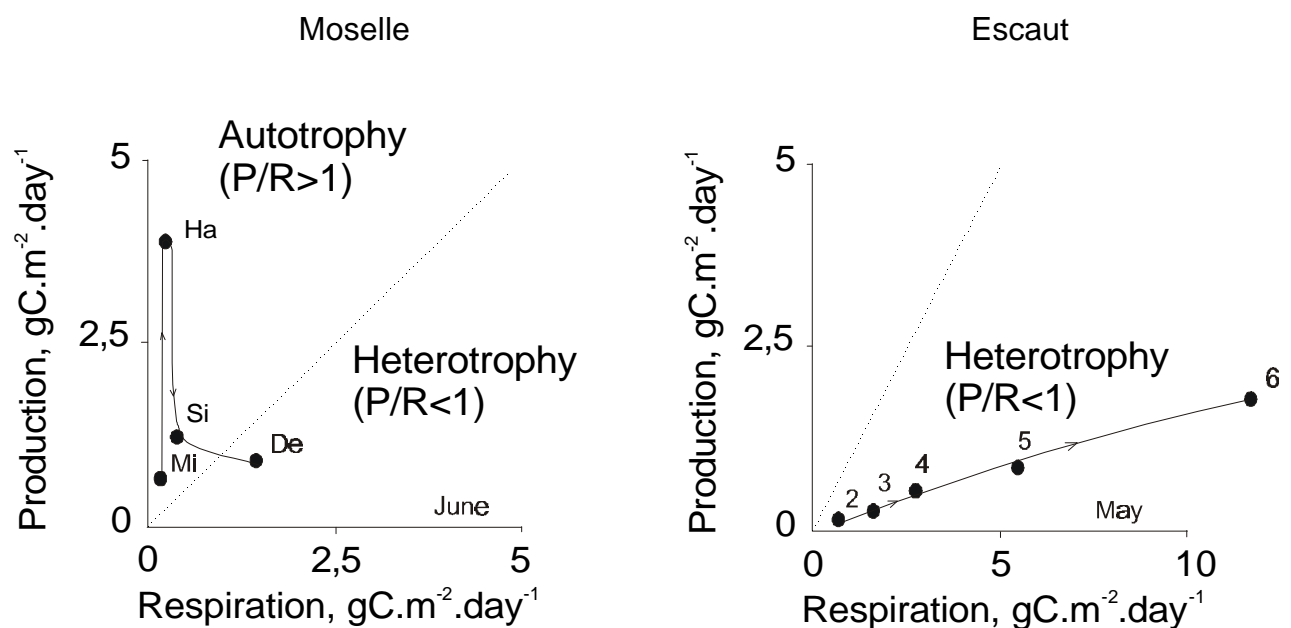 Moselle
Production, gC.m-2.day-1
5
2,5
0
Autotrophy
(P/R>1)
Ha
Heterotrophy
(P/R<1)
Si
Mi
De
June
0
2,5
5
Respiration, gC.m-2.day-1
Escaut
Production, gC.m-2.day-1
5
2,5
0
Heterotrophy
(P/R<1)
2
3
4
5
6
May
0
5
10
Respiration, gC.m-2.day-1